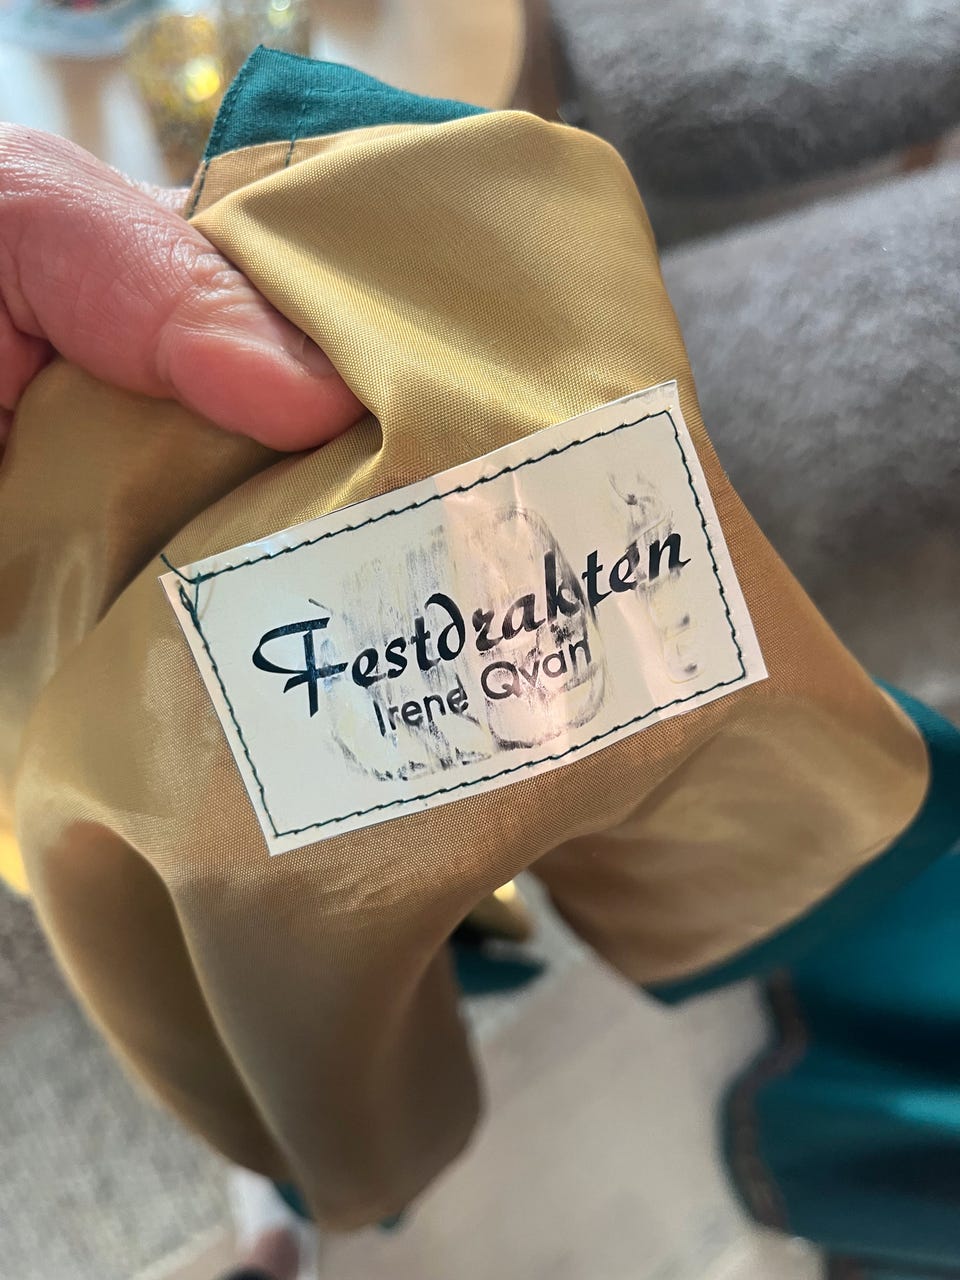 Festdrakten
Irene Qvan